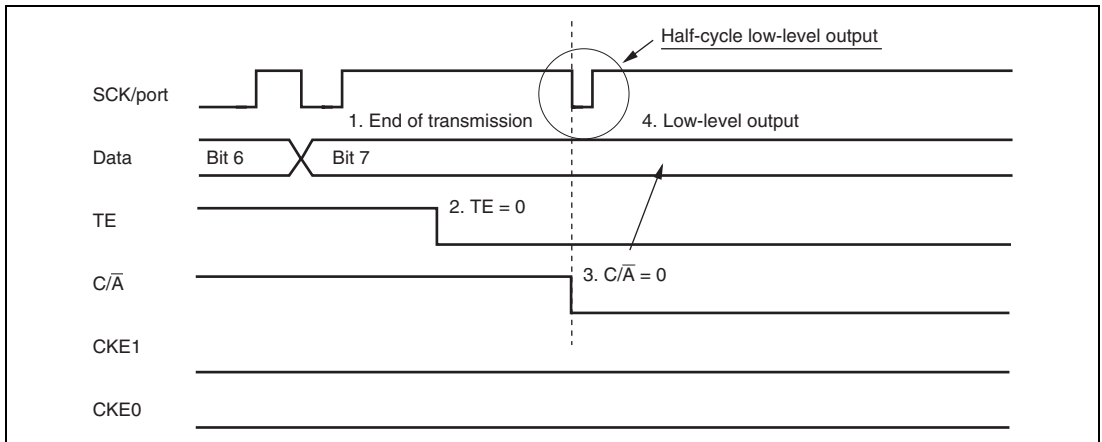 Half-cycle low-level output
SCK/port
1. End of transmission
4. Low-level output
Data
Bit 6
Bit 7
TE
2. TE = 0
C/A̅
3. C/A̅ = 0
CKE1
CKE0